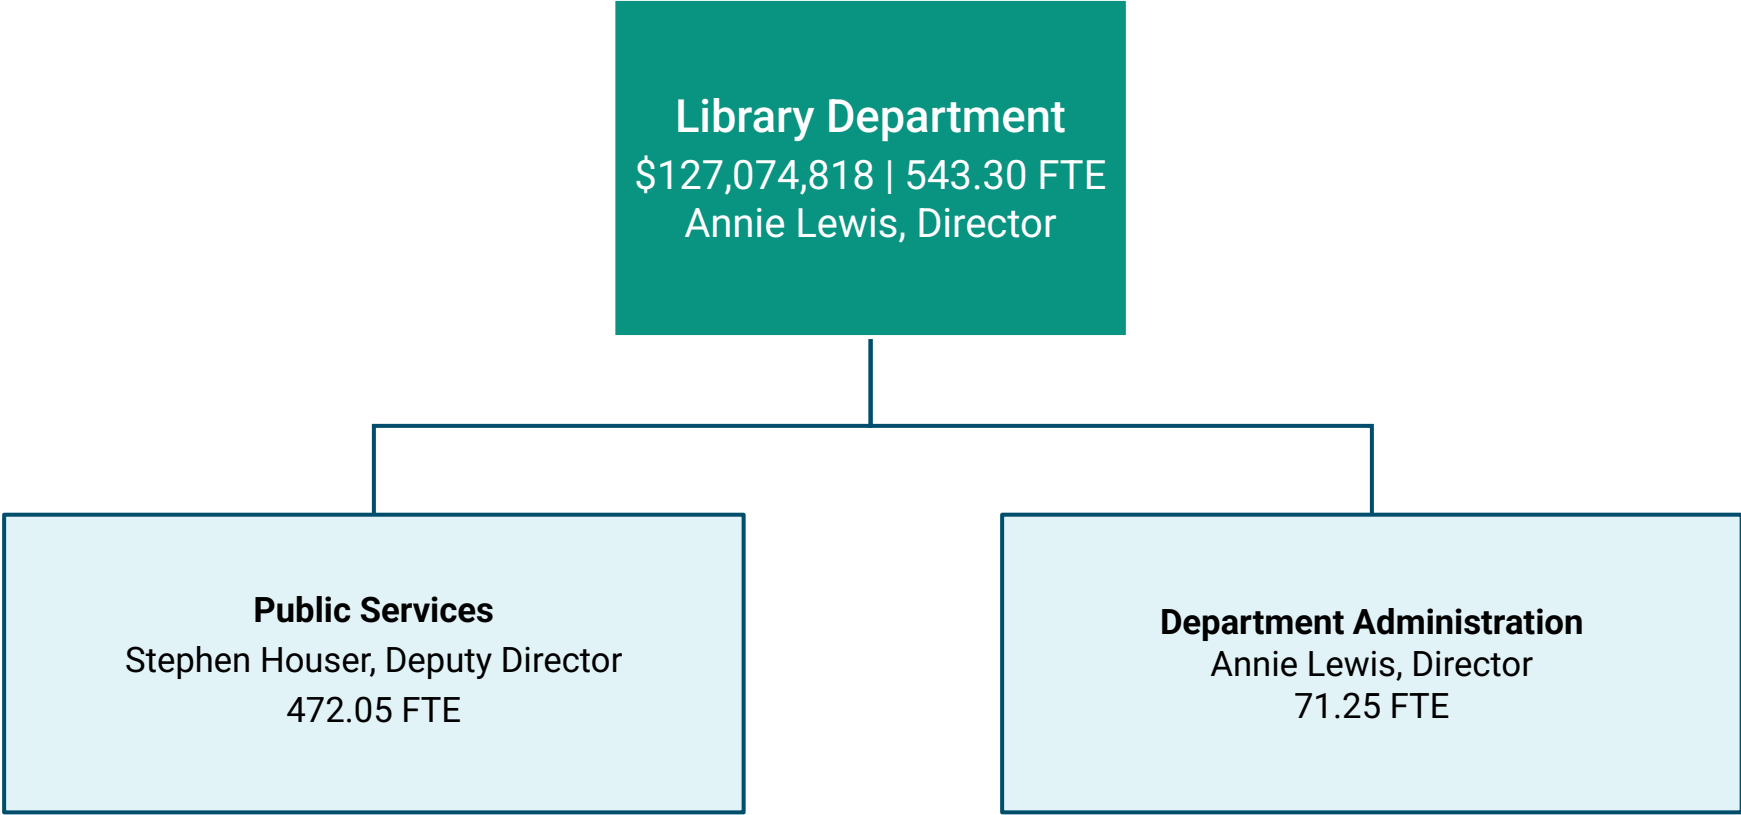 Library Department
$127,074,818 | 543.30 FTE
Annie Lewis, Director
Public Services
Stephen Houser, Deputy Director
472.05 FTE
Department Administration
Annie Lewis, Director
71.25 FTE